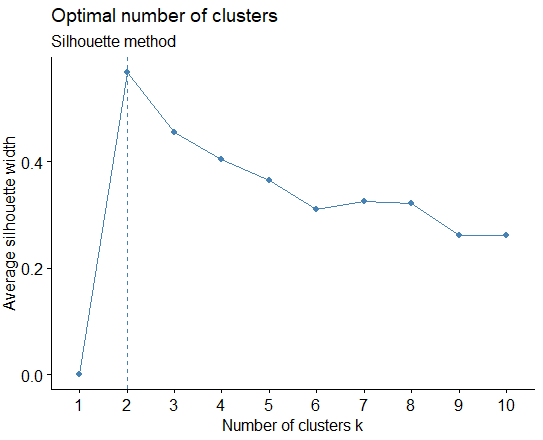 Optimal number of clusters
Silhouette method
Average silhouette width
0.4
0.2
0.0
1 2 3 4 5 6 7 8 9 10
Number of clusters k